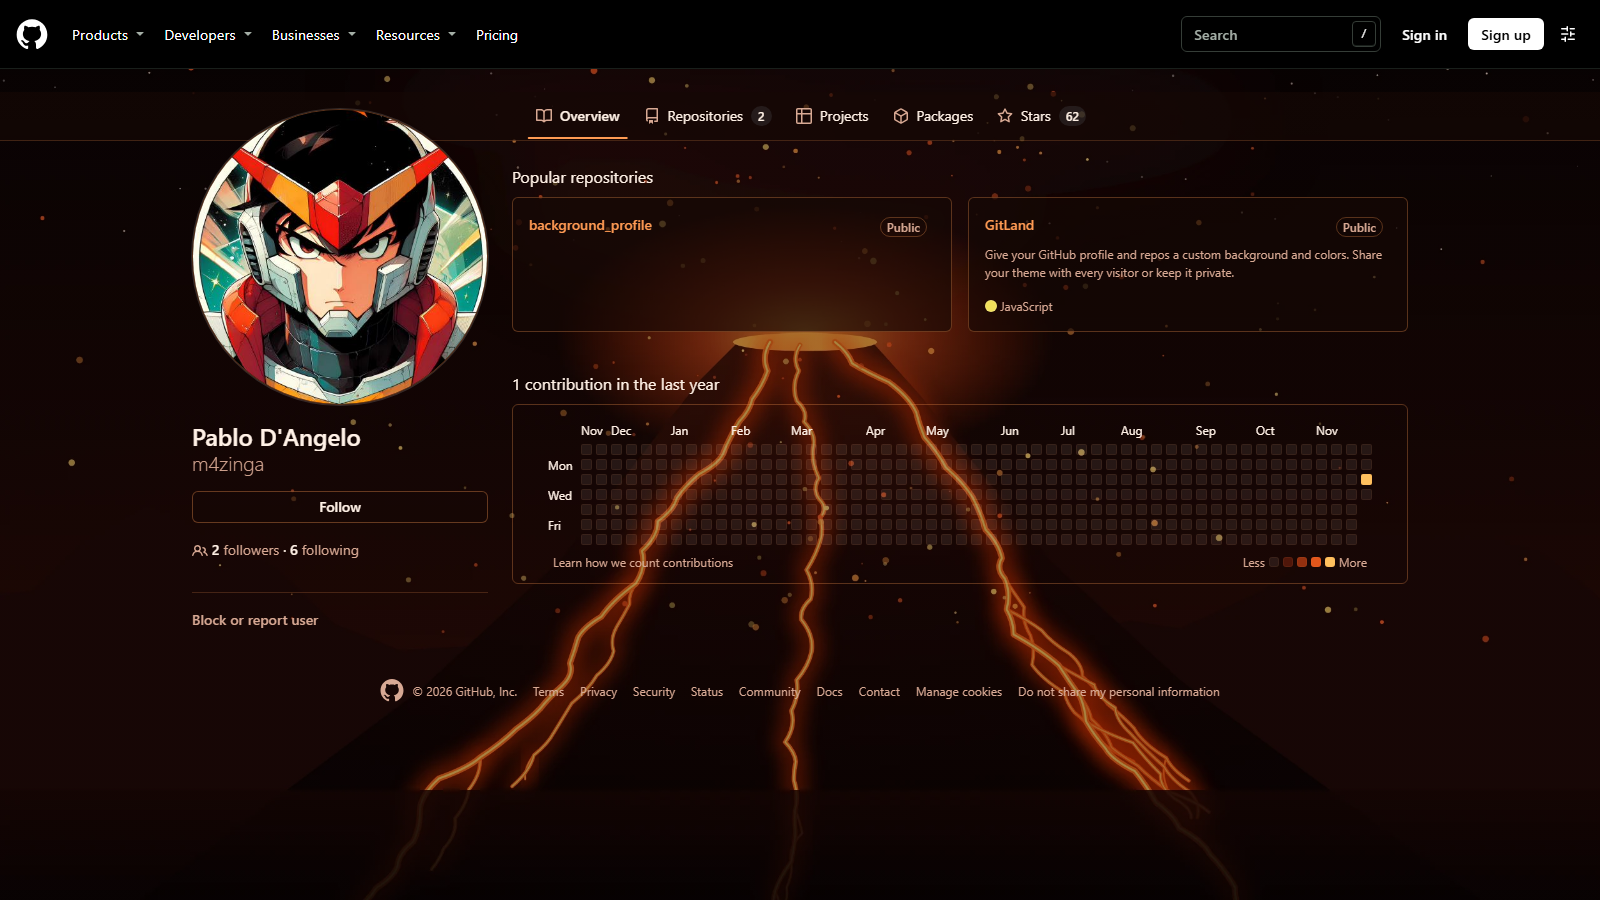 Products Developers Businesses Resources Pricing Search / Sign in Sign up
Overview Repositories 2 Projects Packages Stars 62
Popular repositories
background_profile Public
GitLand Public
Give your GitHub profile and repos a custom background and colors. Share
your theme with every visitor or keep it private.
JavaScript
1 contribution in the last year
Nov Dec Jan Feb Mar Apr May Jun Jul Aug Sep Oct Nov
Mon
Wed
Fri
Learn how we count contributions Less More
Pablo D'Angelo
m4zinga
Follow
2 followers · 6 following
Block or report user
© 2026 GitHub, Inc. Terms Privacy Security Status Community Docs Contact Manage cookies Do not share my personal information